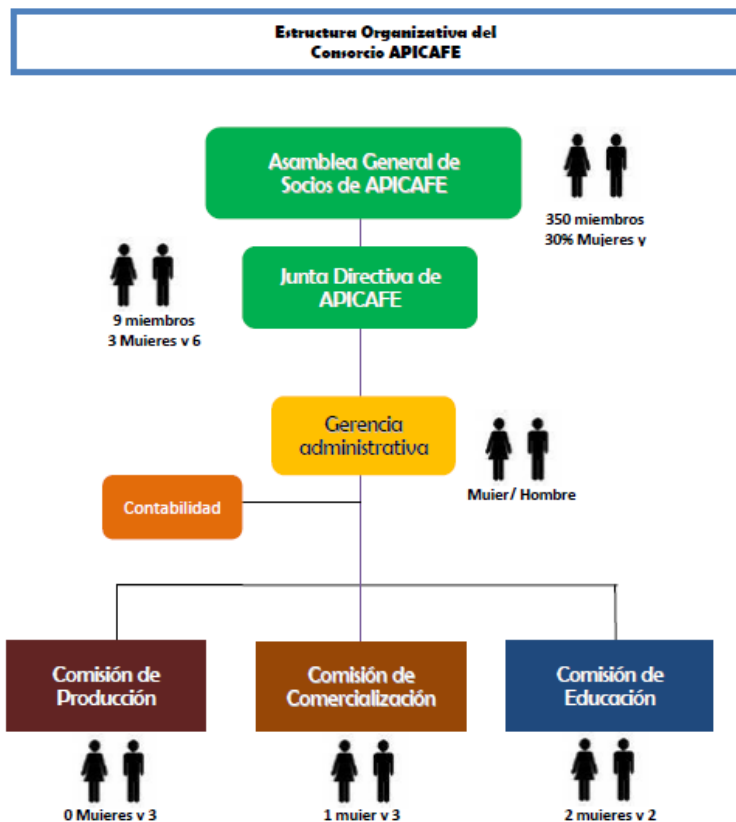 Estructura Organizativa del
Consorcio APICAFE
Asamblea General de
Socios de APICAFE
350 miembros
30% Mujeres y
Junta Directiva de
APICAFE
9 miembros
3 Mujeres y 6
Gerencia
administrativa
Mujer/ Hombre
Contabilidad
Comisión de
Producción
Comisión de
Comercialización
Comisión de
Educación
0 Mujeres y 3
1 mujer y 3
2 mujeres y 2